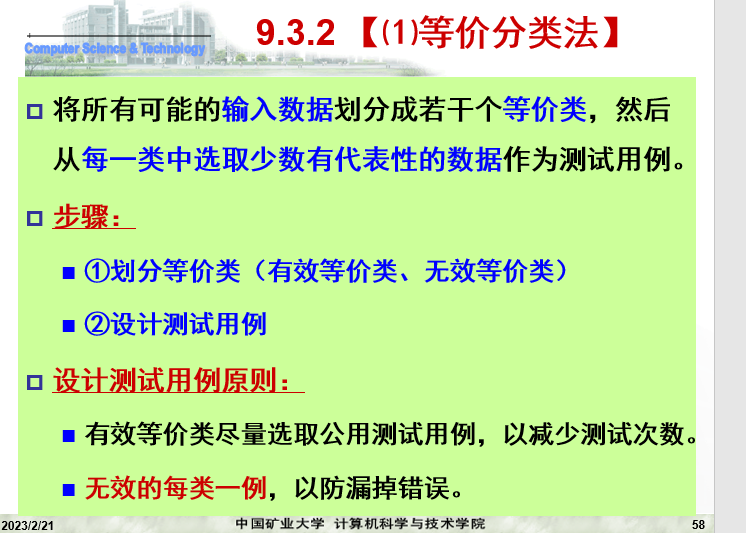 Computer Science & Technology
9.3.2 【⑴等价分类法】
将所有可能的输入数据划分成若干个等价类，然后
从每一类中选取少数有代表性的数据作为测试用例。
步骤：
①划分等价类（有效等价类、无效等价类）
②设计测试用例
设计测试用例原则：
有效等价类尽量选取公用测试用例，以减少测试次数。
无效的每类一例，以防漏掉错误。
2023/2/21 中国矿业大学 计算机科学与技术学院 58